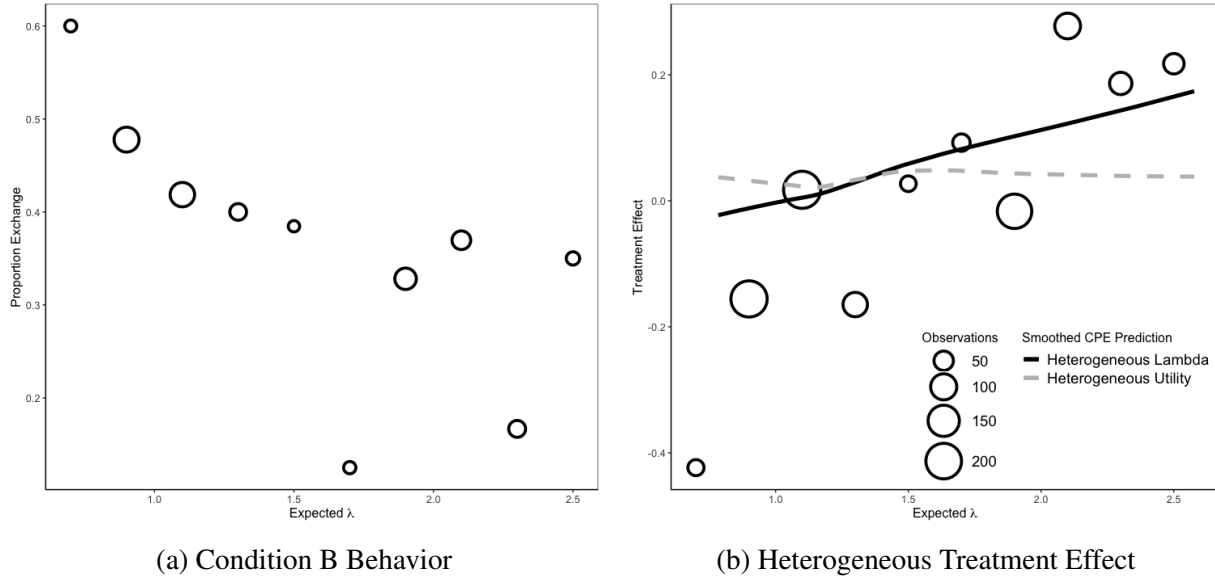 0.6
0.5
0.4
0.3
0.2
Proportion Exchange
1.0 1.5 2.0 2.5
Expected λ
(a) Condition B Behavior
0.2
0.0
-0.2
-0.4
Treatment Effect
Observations
50
100
150
200
Smoothed CPE Prediction
Heterogeneous Lambda
Heterogeneous Utility
1.0 1.5 2.0 2.5
Expected λ
(b) Heterogeneous Treatment Effect